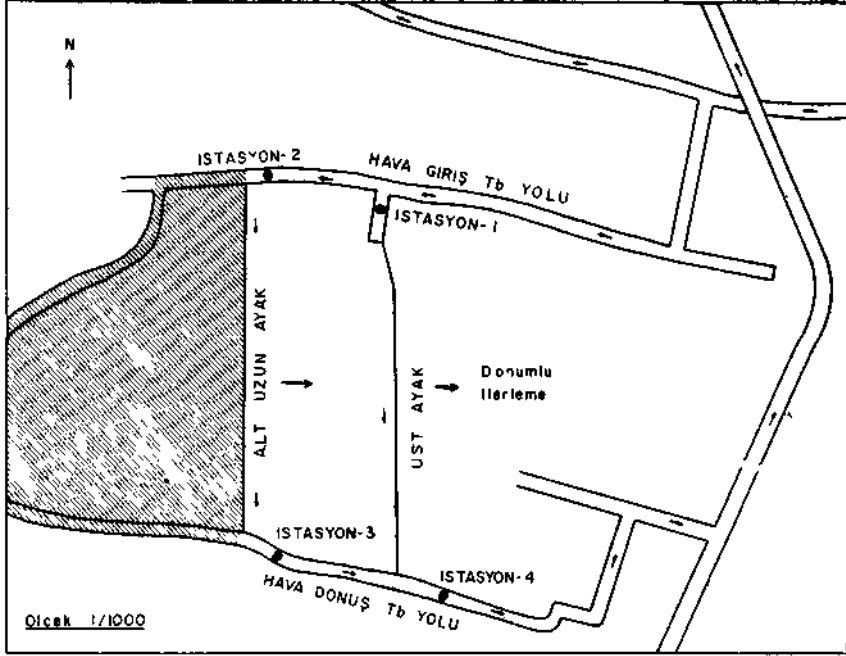 N
ISTASYON-2
HAVA GIRIŞ Tb YOLU
ISTASYON-1
ALT UZUN AYAK
UST AYAK
Donumlu
Ilerleme
ISTASYON-3
ISTASYON-4
HAVA DONUŞ Tb YOLU
Olçek 1/1000